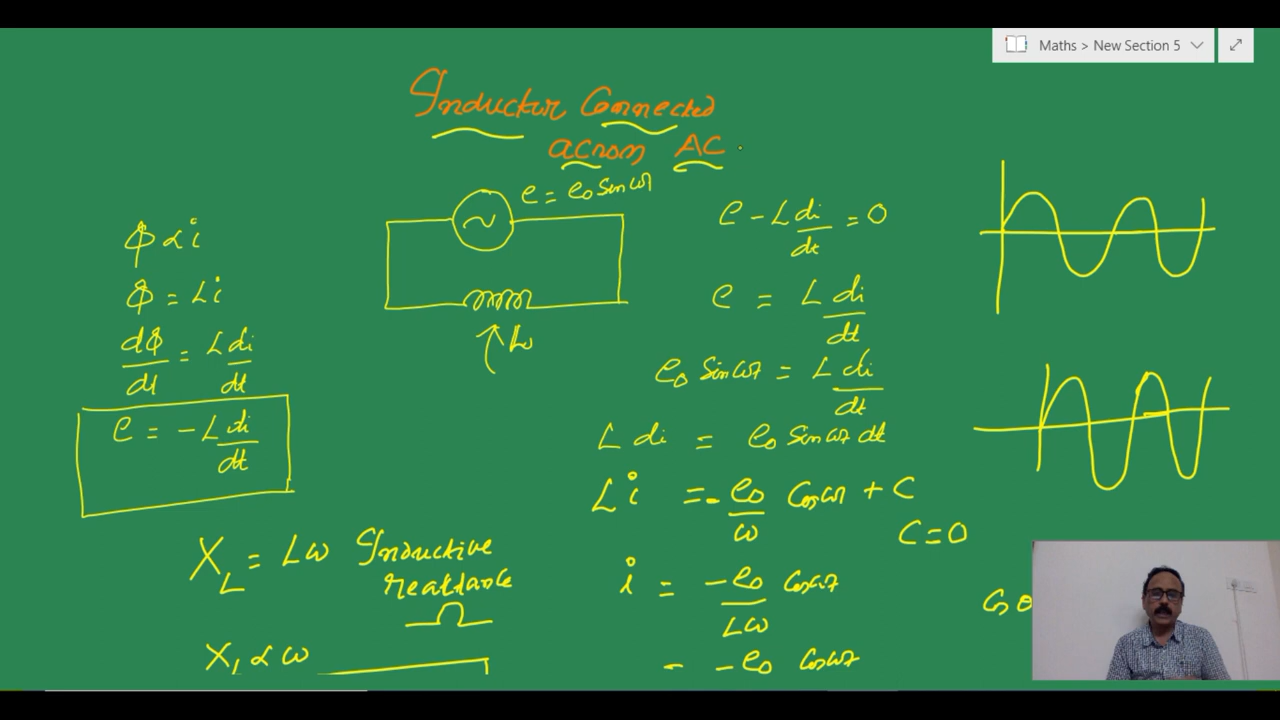 Maths > New Section 5
Inductor Connected
across AC
e = e₀ sin ωt
ϕ ∝ i
ϕ = Li
dϕ/dt = L di/dt
e = -L di/dt
L
e - L di/dt = 0
e = L di/dt
e₀ sin ωt = L di/dt
L di = e₀ sin ωt dt
Li = -e₀/ω cos ωt + C
C = 0
i = -e₀/Lω cos ωt
= -e₀ cos ωt
X_L = Lω Inductive
reactance
X_L ∝ ω
Cos θ